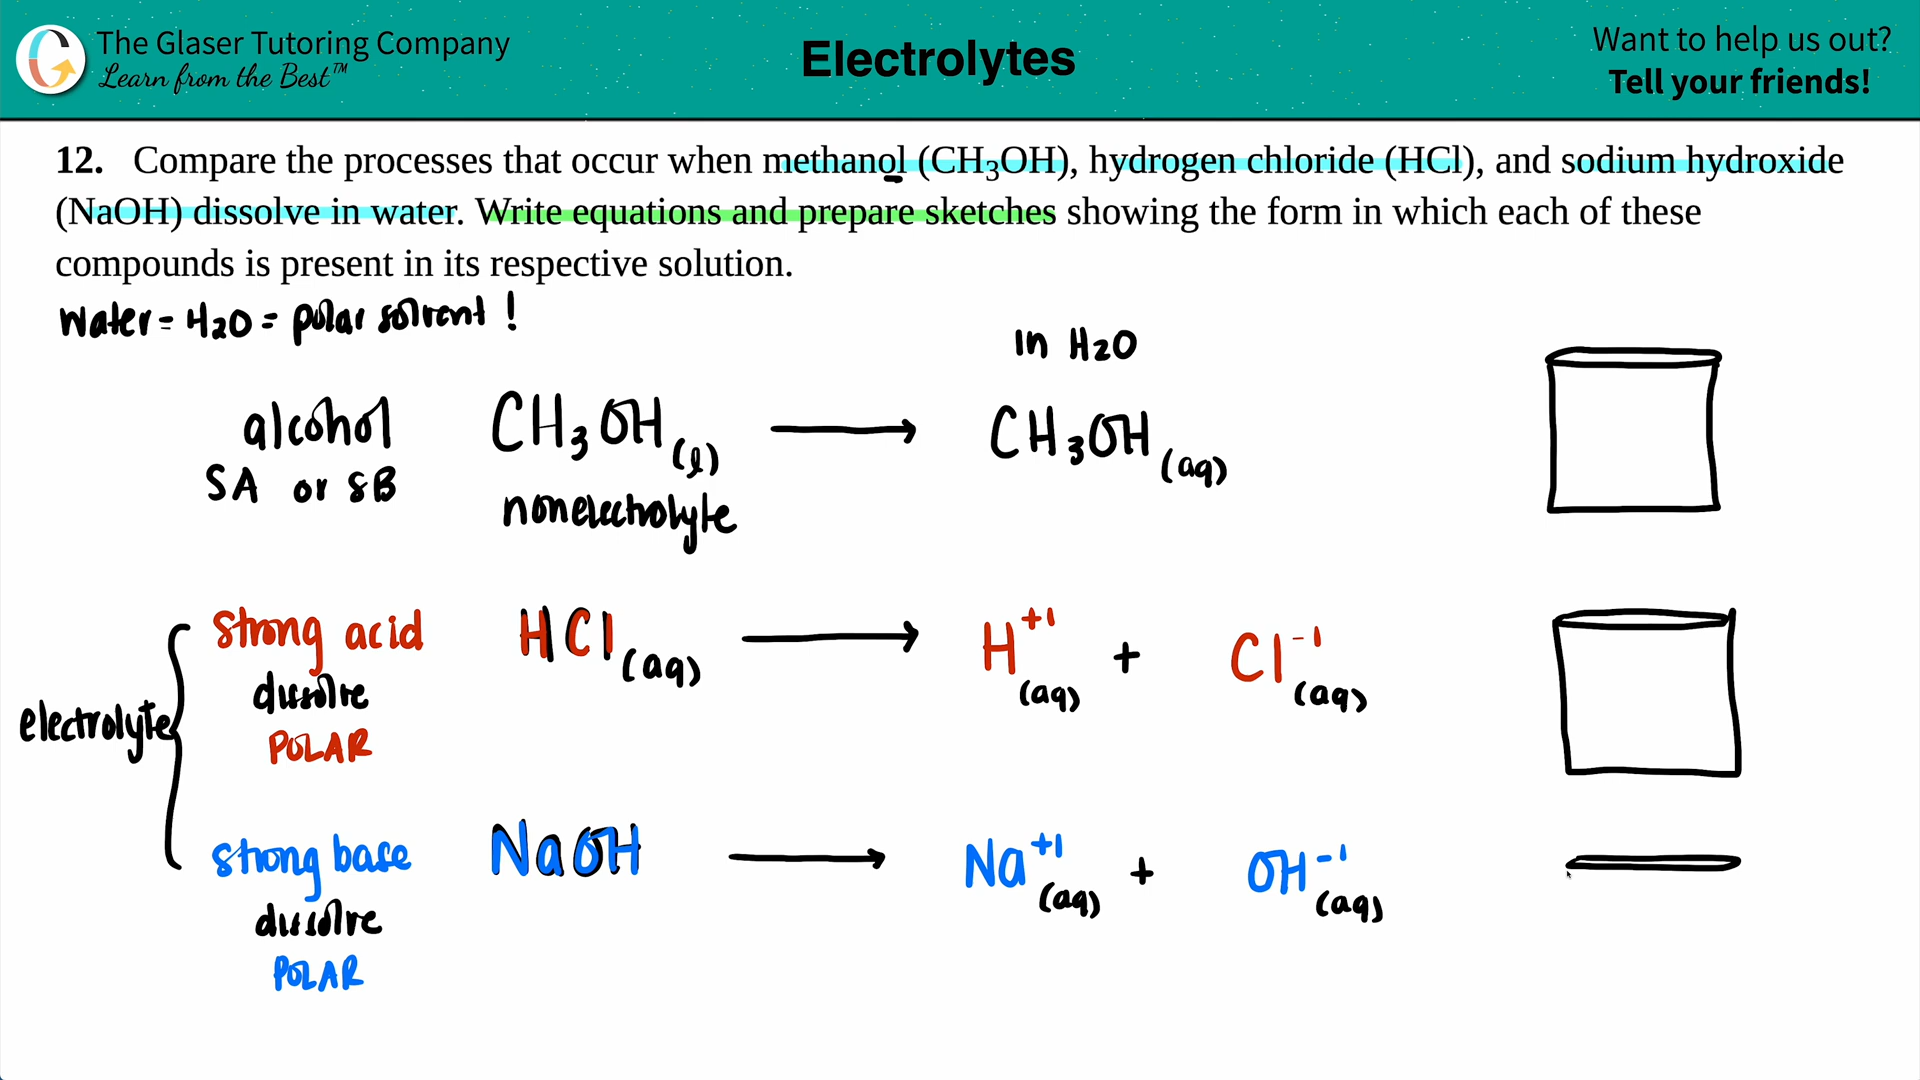 The Glaser Tutoring Company
Learn from the Best™
Electrolytes
Want to help us out?
Tell your friends!
12. Compare the processes that occur when methanol (CH₃OH), hydrogen chloride (HCl), and sodium hydroxide
(NaOH) dissolve in water. Write equations and prepare sketches showing the form in which each of these
compounds is present in its respective solution.
Water = H₂O = polar solvent !
in H₂O
alcohol CH₃OH(l) → CH₃OH(aq)
SA or SB
nonelectrolyte
strong acid HCl(aq) → H⁺¹(aq) + Cl⁻¹(aq)
dissolve
POLAR
electrolyte
strong base NaOH → Na⁺¹(aq) + OH⁻¹(aq)
dissolve
POLAR